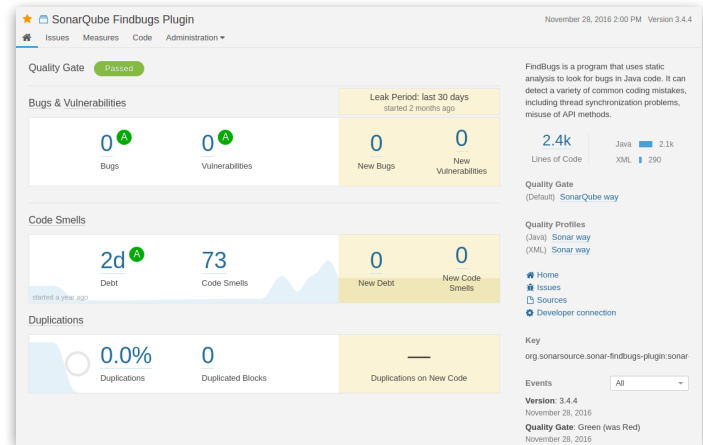 SonarQube Findbugs Plugin
November 28, 2016 2:00 PM Version 3.4.4
Issues Measures Code Administration
Quality Gate Passed
Leak Period: last 30 days
started 2 months ago
Bugs & Vulnerabilities
0 A
Bugs
0 A
Vulnerabilities
0
New Bugs
0
New
Vulnerabilities
Code Smells
2d A
Debt
73
Code Smells
0
New Debt
0
New Code
Smells
started a year ago
Duplications
0.0%
Duplications
0
Duplicated Blocks
—
Duplications on New Code
FindBugs is a program that uses static
analysis to look for bugs in Java code. It can
detect a variety of common coding mistakes,
including thread synchronization problems,
misuse of API methods.
2.4k
Lines of Code
Java 2.1k
XML 290
Quality Gate
(Default) SonarQube way
Quality Profiles
(Java) Sonar way
(XML) Sonar way
Home
Issues
Sources
Developer connection
Key
org.sonarsource.sonar-findbugs-plugin:sonar-
Events All
Version: 3.4.4
November 28, 2016
Quality Gate: Green (was Red)
November 28, 2016